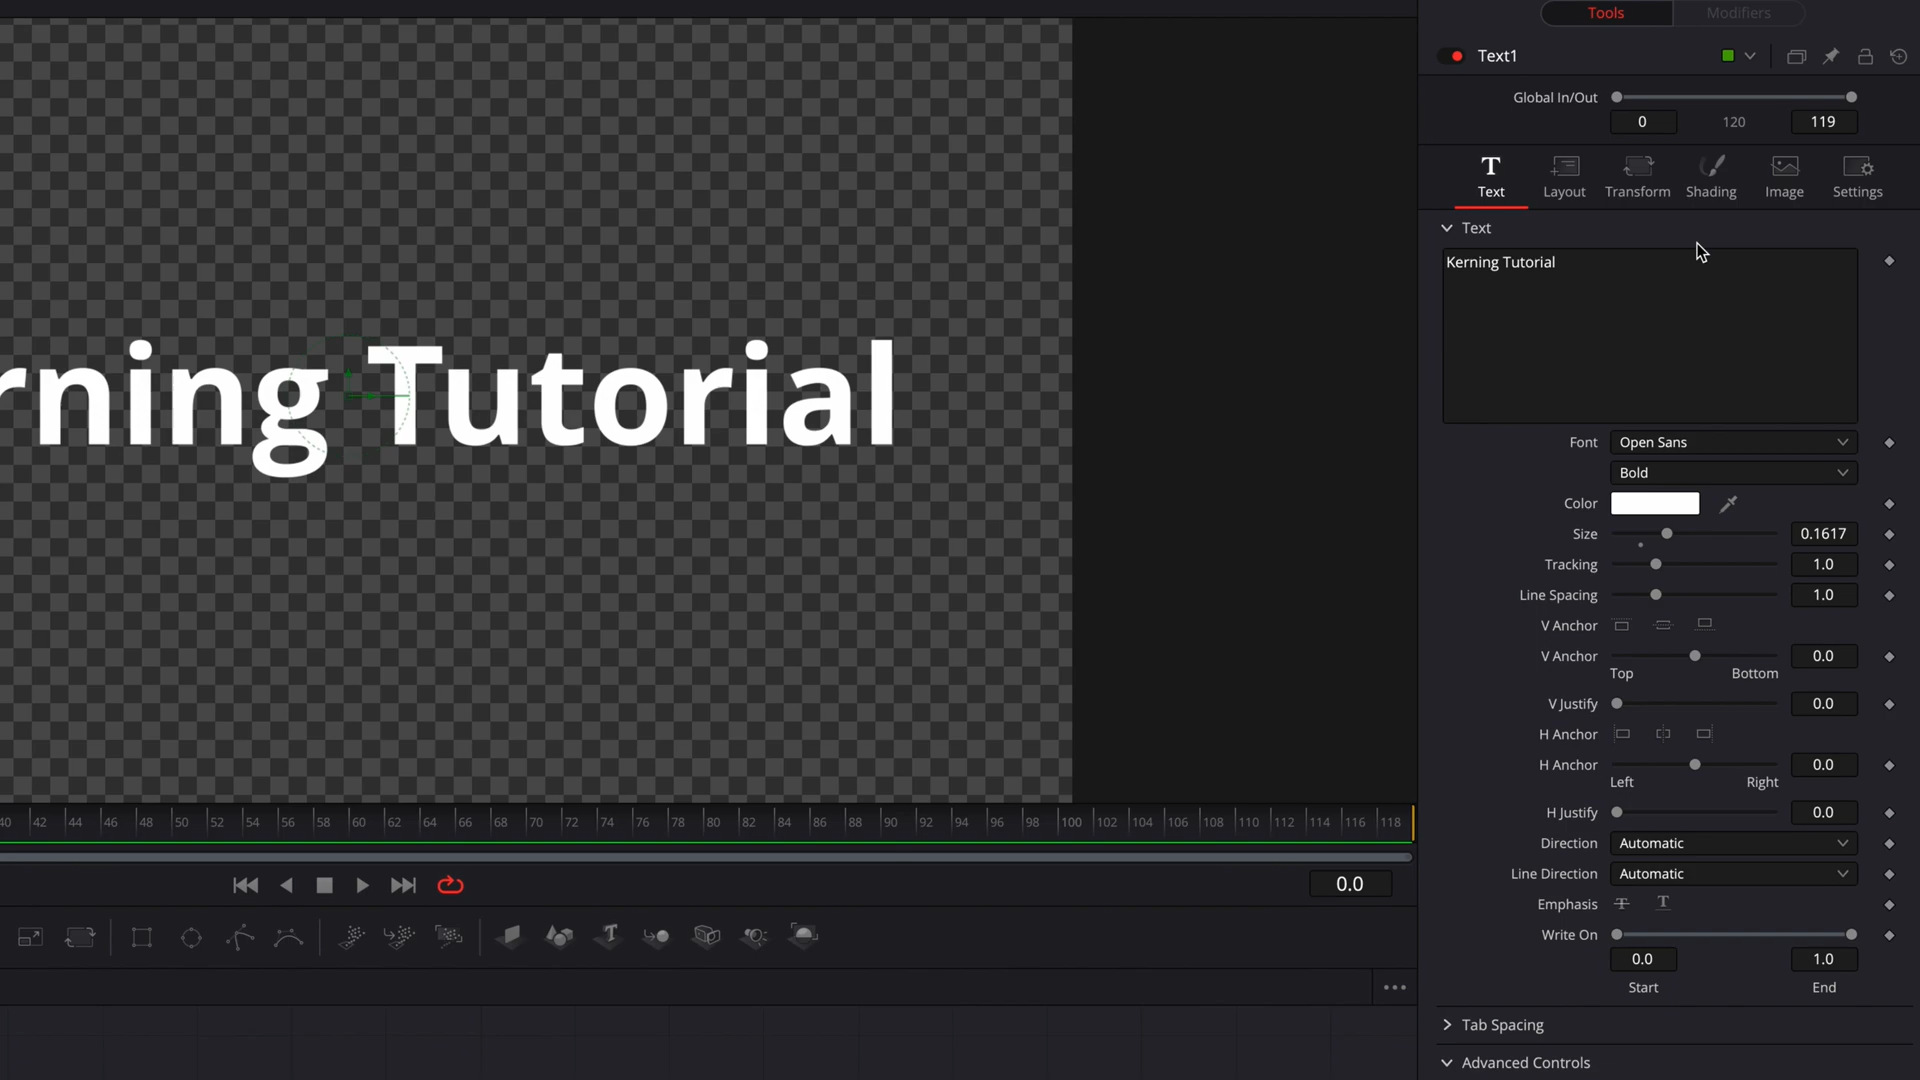 Tools
Modifiers
Text1
Global In/Out
0
120
119
Text
Layout
Transform
Shading
Image
Settings
Text
Kerning Tutorial
rning Tutorial
Font
Open Sans
Bold
Color
Size
0.1617
Tracking
1.0
Line Spacing
1.0
V Anchor
V Anchor
0.0
Top
Bottom
V Justify
0.0
H Anchor
H Anchor
0.0
Left
Right
H Justify
0.0
Direction
Automatic
Line Direction
Automatic
Emphasis
Write On
0.0
1.0
Start
End
Tab Spacing
Advanced Controls
40 42 44 46 48 50 52 54 56 58 60 62 64 66 68 70 72 74 76 78 80 82 84 86 88 90 92 94 96 98 100 102 104 106 108 110 112 114 116 118
0.0